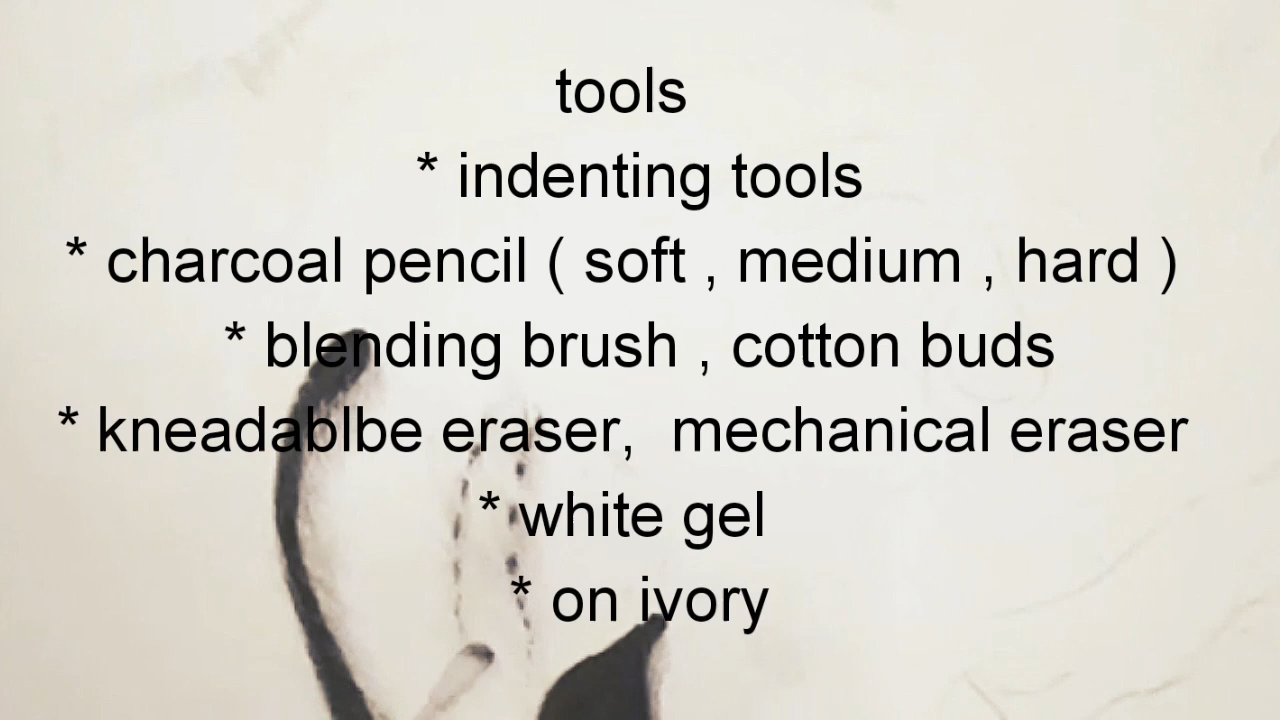 tools
* indenting tools
* charcoal pencil ( soft , medium , hard )
* blending brush , cotton buds
* kneadablbe eraser,  mechanical eraser
* white gel
* on ivory